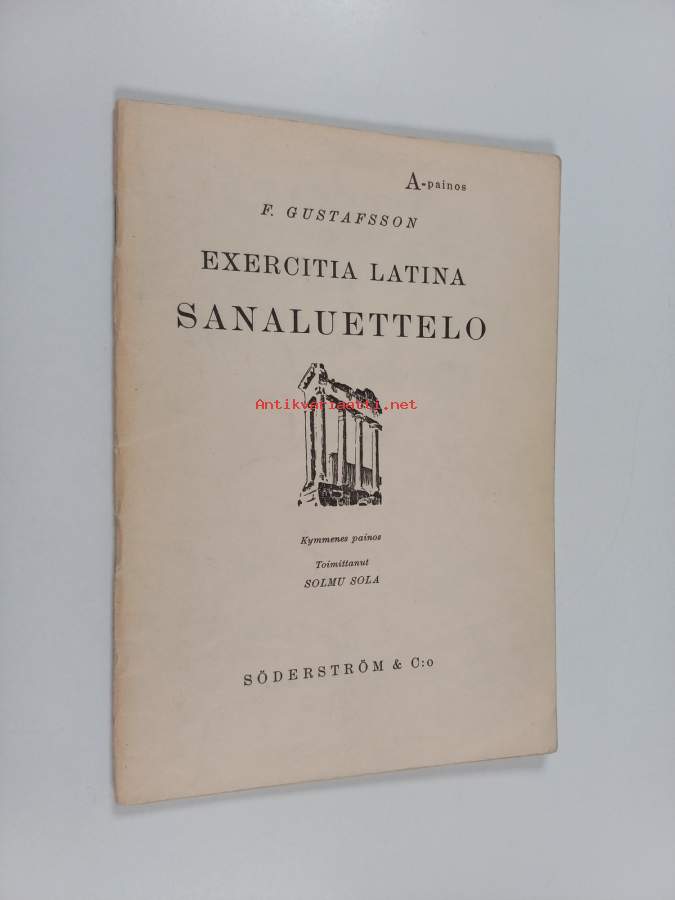 A-painos
F. GUSTAFSSON
EXERCITIA LATINA
SANALUETTELO
Antikvariaatti.net
Kymmenes painos
Toimittanut
SOLMU SOLA
SÖDERSTRÖM & C:o